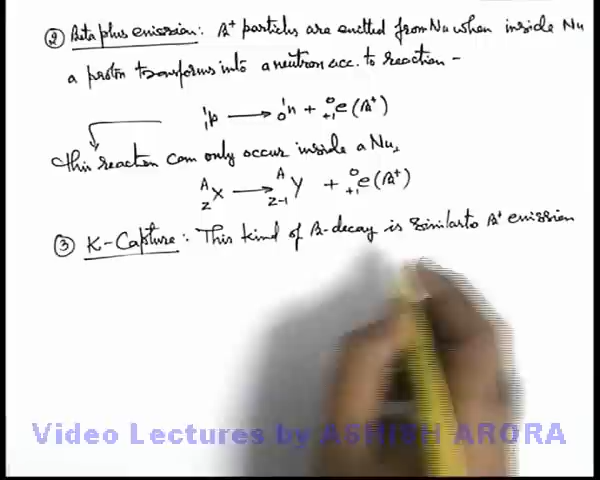 ② Beta plus emission : β⁺ particles are emitted from Nu when inside Nu
a proton transforms into a neutron acc. to reaction –
¹₁p ⟶ ¹₀n + ⁰₊₁e (β⁺)
This reaction can only occur inside a Nu.
ᴬ_Z X ⟶ ᴬ_Z-1 Y + ⁰₊₁e (β⁺)
③ K-Capture : This kind of β-decay is similar to β⁺ emission
Video Lectures by ASHISH ARORA